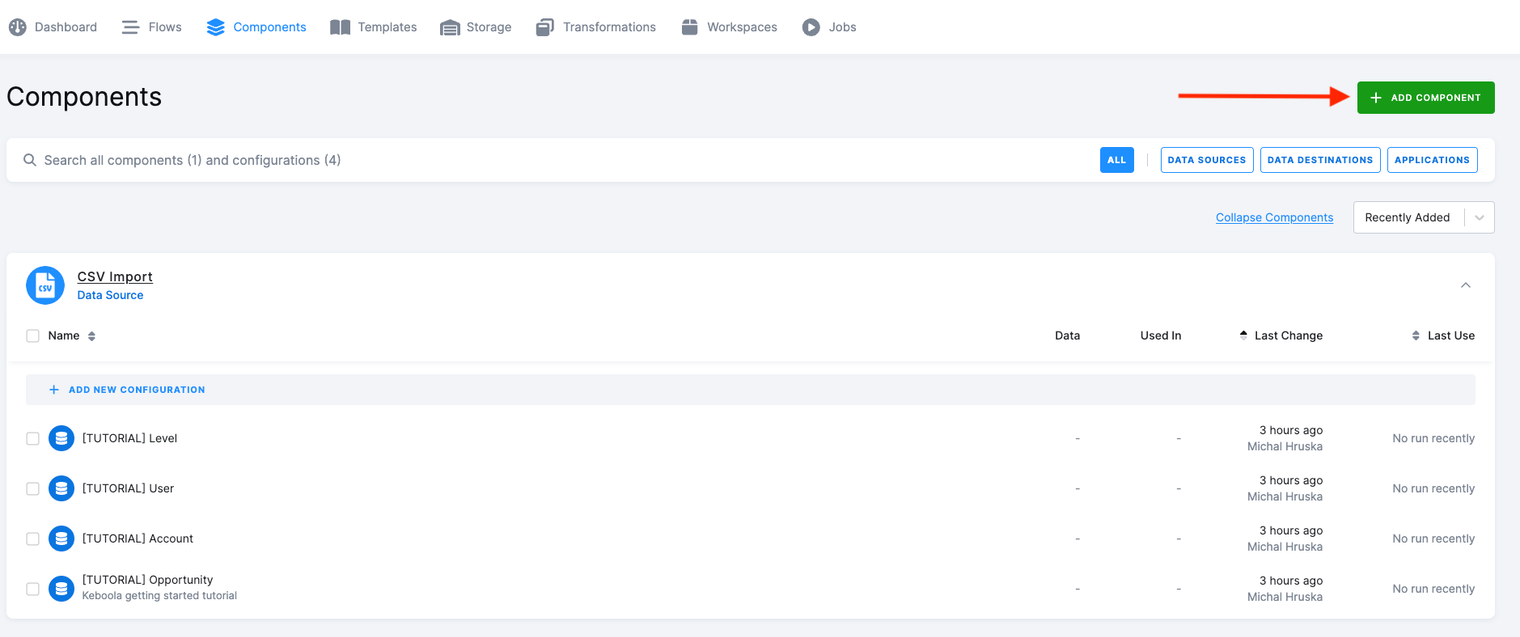 Dashboard Flows Components Templates Storage Transformations Workspaces Jobs
Components
ADD COMPONENT
Search all components (1) and configurations (4) ALL DATA SOURCES DATA DESTINATIONS APPLICATIONS
Collapse Components Recently Added
CSV
CSV Import
Data Source
Name Data Used In Last Change Last Use
ADD NEW CONFIGURATION
[TUTORIAL] Level - - 3 hours ago No run recently
Michal Hruska
[TUTORIAL] User - - 3 hours ago No run recently
Michal Hruska
[TUTORIAL] Account - - 3 hours ago No run recently
Michal Hruska
[TUTORIAL] Opportunity - - 3 hours ago No run recently
Keboola getting started tutorial Michal Hruska